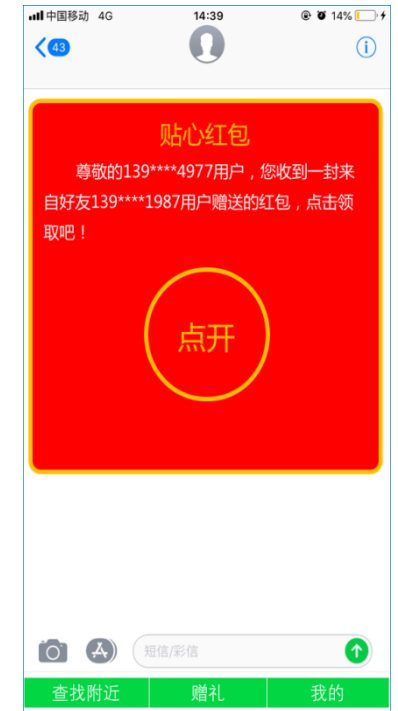 中国移动 4G 14:39 14%
43
贴心红包
尊敬的139****4977用户，您收到一封来
自好友139****1987用户赠送的红包，点击领
取吧！
点开
短信/彩信
查找附近 赠礼 我的